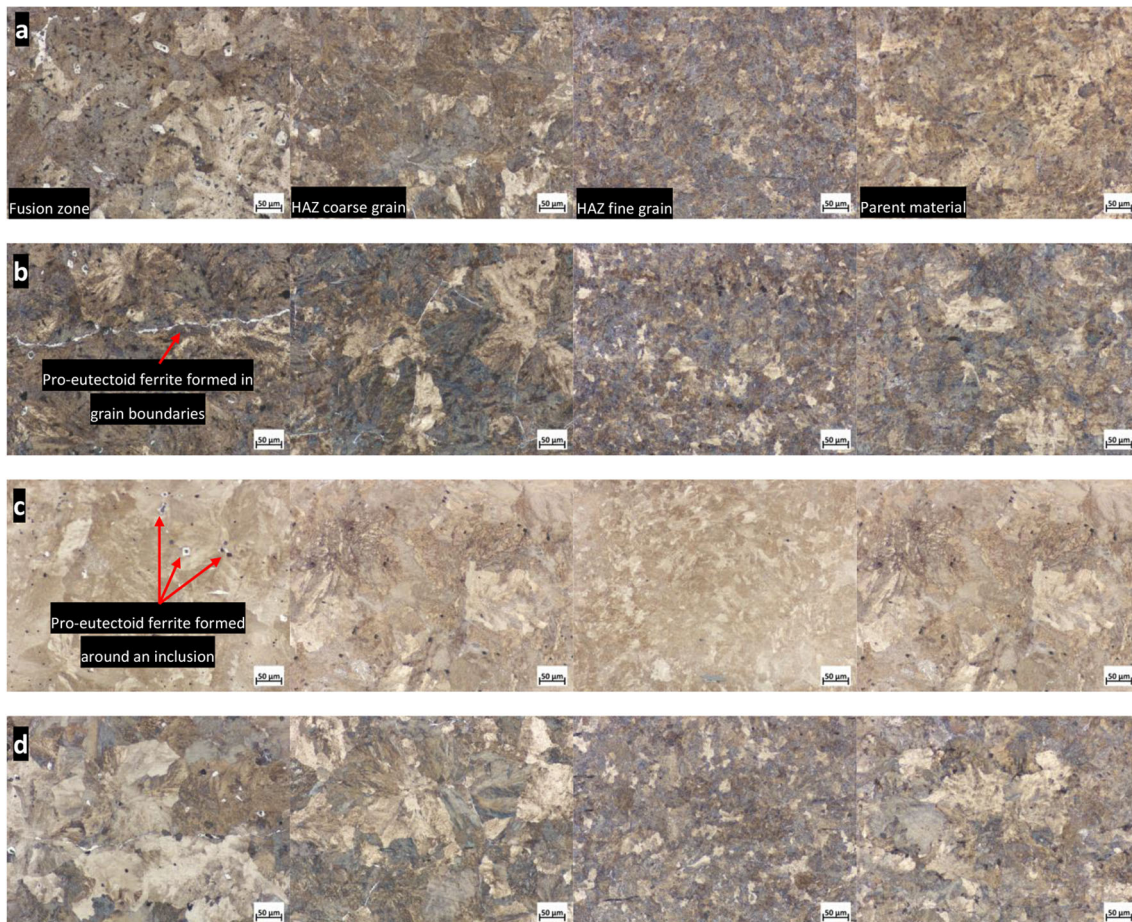 a
Fusion zone
50 µm
HAZ coarse grain
50 µm
HAZ fine grain
50 µm
Parent material
50 µm
b
Pro-eutectoid ferrite formed in
grain boundaries
50 µm
50 µm
50 µm
50 µm
c
Pro-eutectoid ferrite formed
around an inclusion
50 µm
50 µm
50 µm
50 µm
d
50 µm
50 µm
50 µm
50 µm